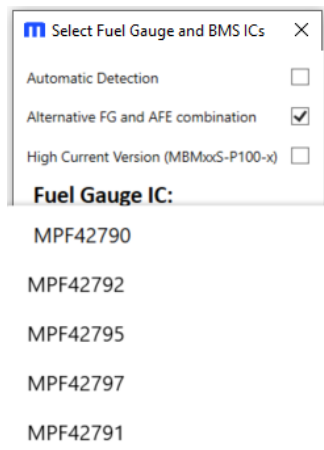 Select Fuel Gauge and BMS ICs
Automatic Detection
Alternative FG and AFE combination
High Current Version (MBMxxS-P100-x)
Fuel Gauge IC:
MPF42790
MPF42792
MPF42795
MPF42797
MPF42791